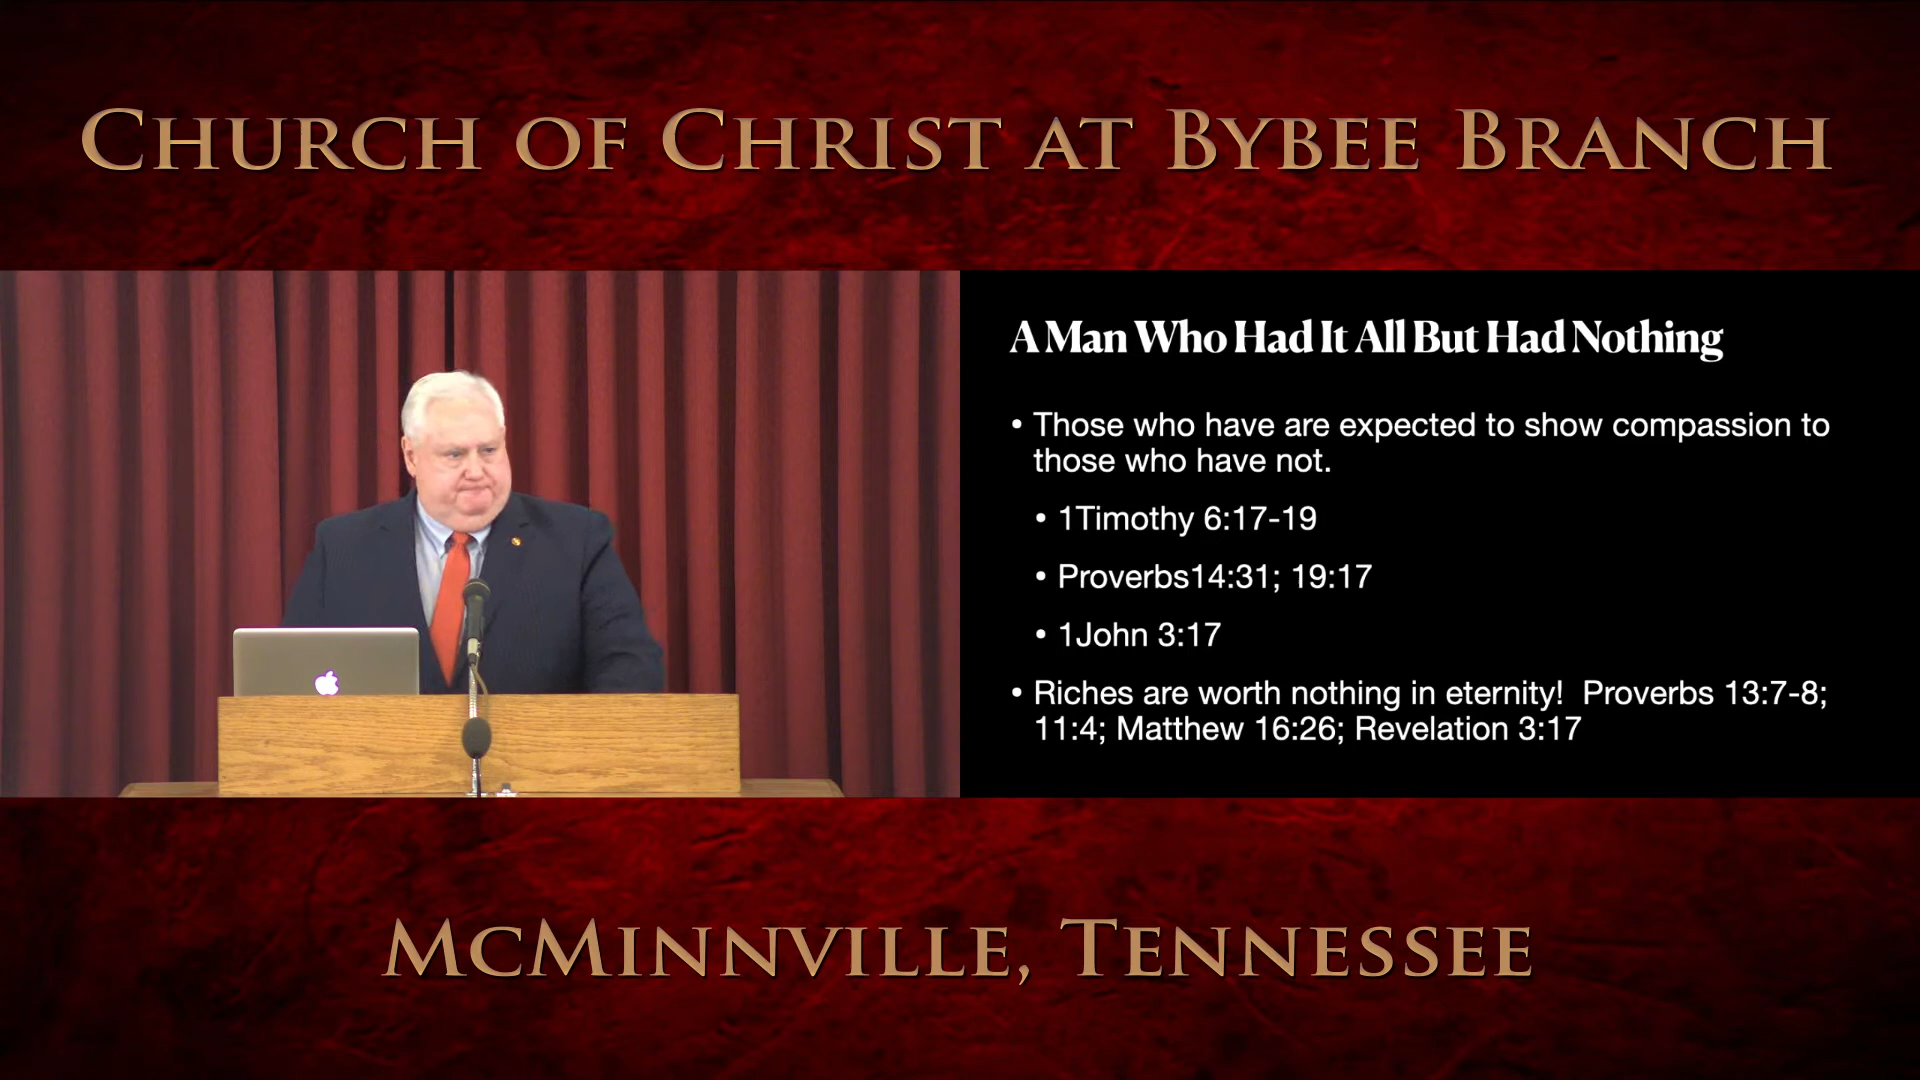 Church of Christ at Bybee Branch
A Man Who Had It All But Had Nothing
• Those who have are expected to show compassion to
those who have not.
• 1Timothy 6:17-19
• Proverbs14:31; 19:17
• 1John 3:17
• Riches are worth nothing in eternity!  Proverbs 13:7-8;
11:4; Matthew 16:26; Revelation 3:17
McMinnville, Tennessee